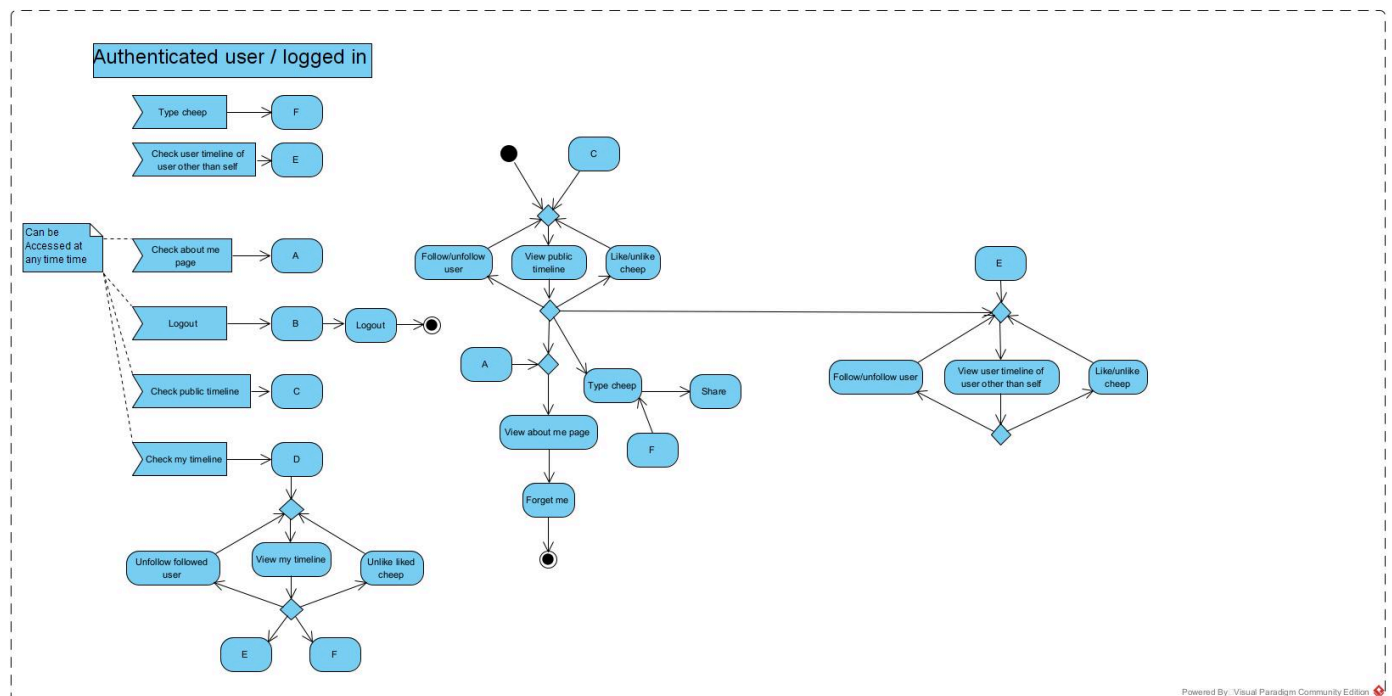 Authenticated user / logged in
Type cheep
F
Check user timeline of
user other than self
E
Can be
Accessed at
any time time
Check about me
page
A
Logout
B
Logout
Check public timeline
C
Check my timeline
D
Unfollow followed
user
View my timeline
Unlike liked
cheep
E
F
C
Follow/unfollow
user
View public
timeline
Like/unlike
cheep
A
Type cheep
Share
View about me page
F
Forget me
E
Follow/unfollow user
View user timeline of
user other than self
Like/unlike
cheep
Powered By Visual Paradigm Community Edition